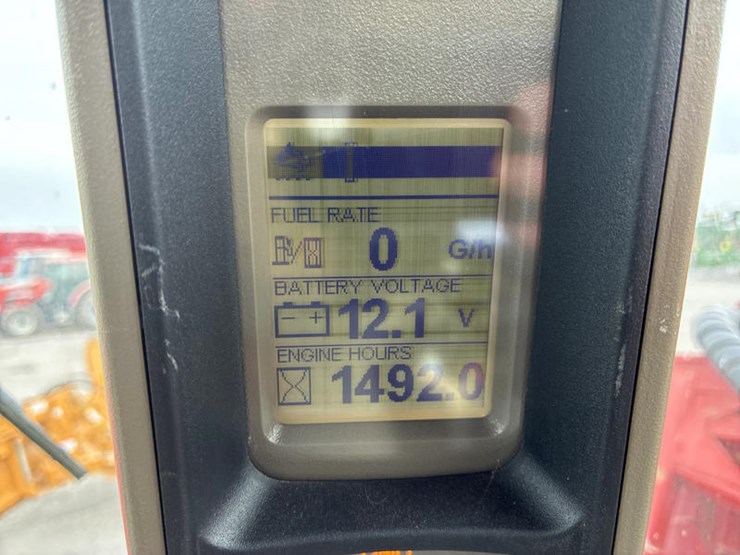 FUEL RATE
0 G/h
BATTERY VOLTAGE
- + 12.1 V
ENGINE HOURS
1492.0